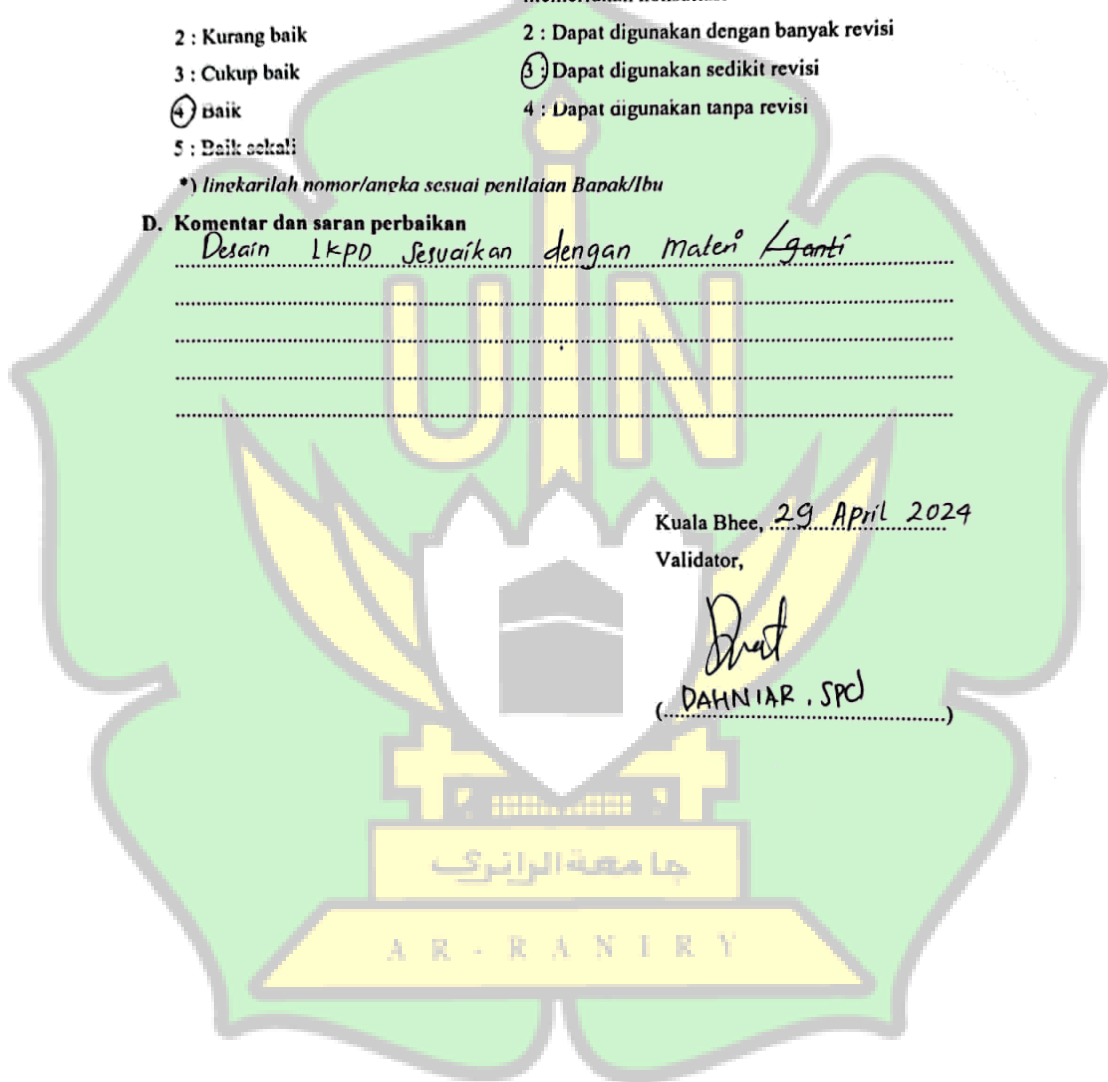 2 : Kurang baik
2 : Dapat digunakan dengan banyak revisi
3 : Cukup baik
3 : Dapat digunakan sedikit revisi
4 : Baik
4 : Dapat digunakan tanpa revisi
5 : Baik sekali
*) lingkarilah nomor/angka sesuai penilaian Bapak/Ibu
D. Komentar dan saran perbaikan
Desain LKPD Sesuaikan dengan materi /ganti
UIN
Kuala Bhee, 29 April 2024
Validator,
(DAHNIAR. SPd)
جامعة الرانري
AR-RANIRY